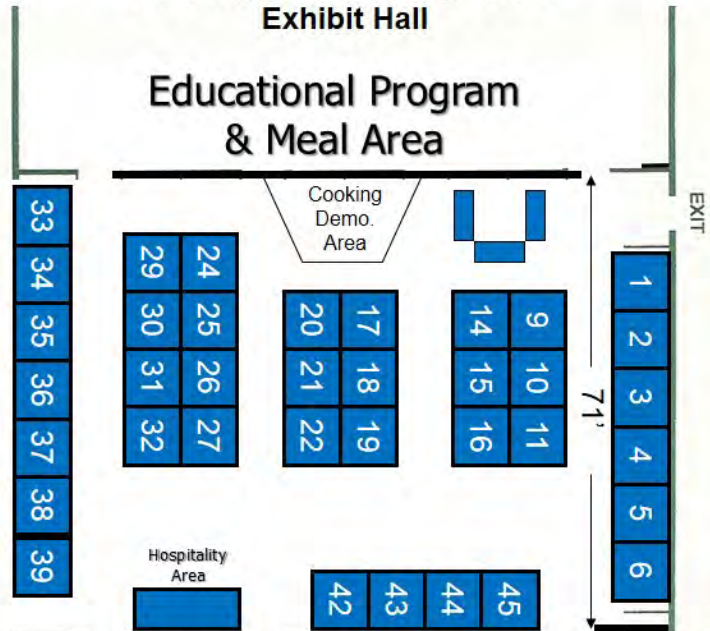 Exhibit Hall
Educational Program
& Meal Area
Cooking
Demo.
Area
EXIT
33
34
35
36
37
38
39
29 24
30 25
31 26
32 27
20 17
21 18
22 19
14 9
15 10
16 11
71'
1
2
3
4
5
6
Hospitality
Area
42 43 44 45